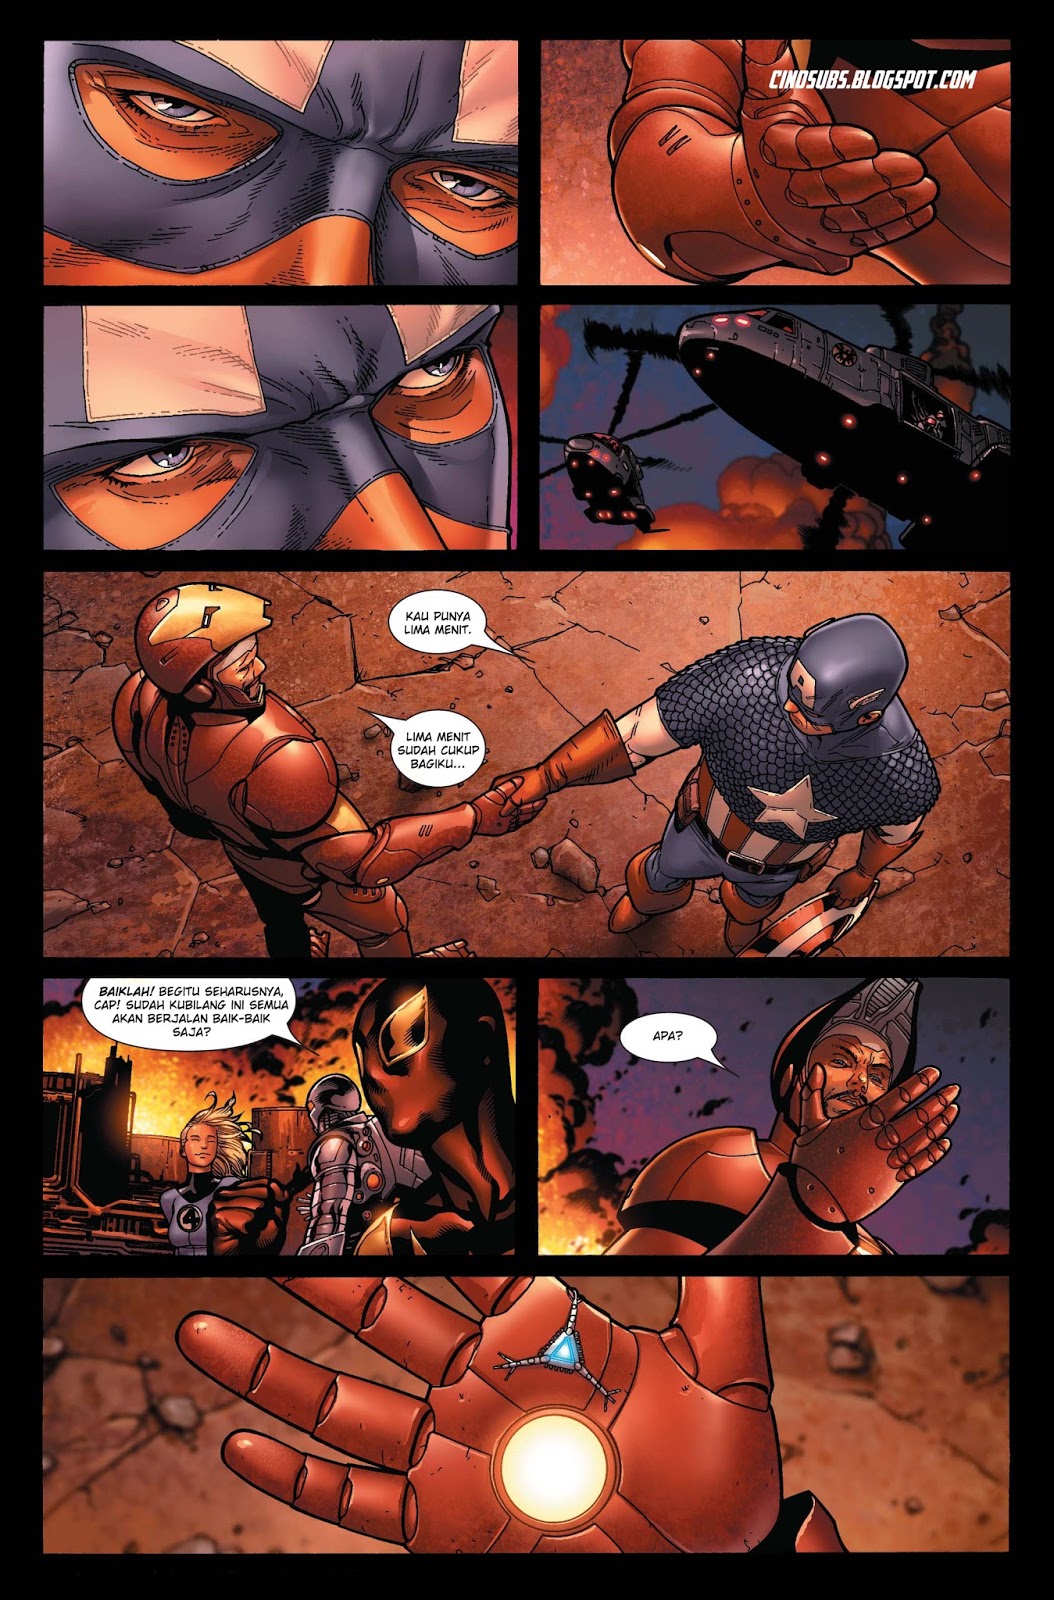 CINOSUBS.BLOGSPOT.COM
KAU PUNYA
LIMA MENIT.
LIMA MENIT
SUDAH CUKUP
BAGIKU...
BAIKLAH! BEGITU SEHARUSNYA,
CAP! SUDAH KUBILANG INI SEMUA
AKAN BERJALAN BAIK-BAIK
SAJA?
4
APA?